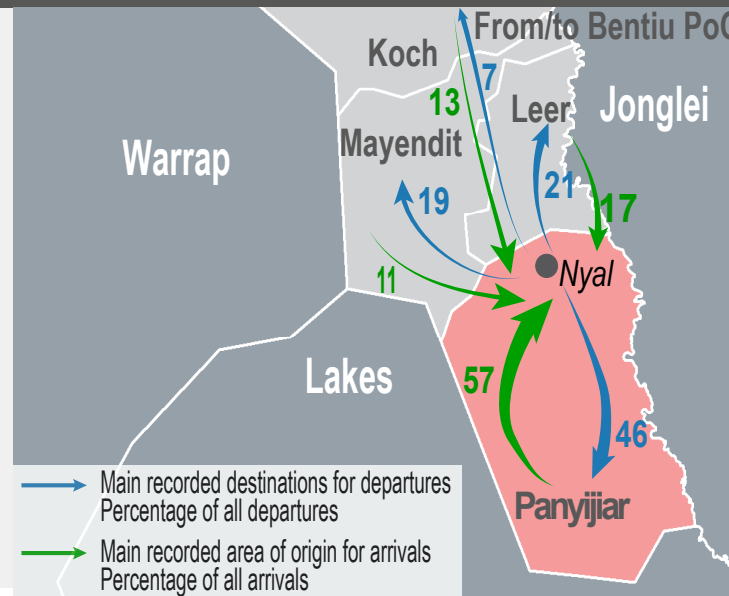 From/to Bentiu PoC
Koch
7
13
Leer
Jonglei
Mayendit
Warrap
19
21
17
11
Nyal
Lakes
57
46
Panyijiar
Main recorded destinations for departures
Percentage of all departures
Main recorded area of origin for arrivals
Percentage of all arrivals